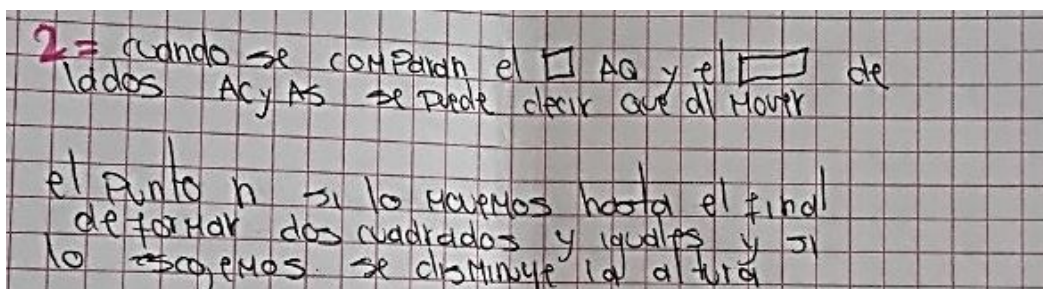 2= cuando se comparan el □ AQ y el ▭ de
lados AC y AS se puede decir que al mover
el punto n si lo movemos hasta el final
de formar dos cuadrados y iguales y si
lo escogemos se disminuye la altura